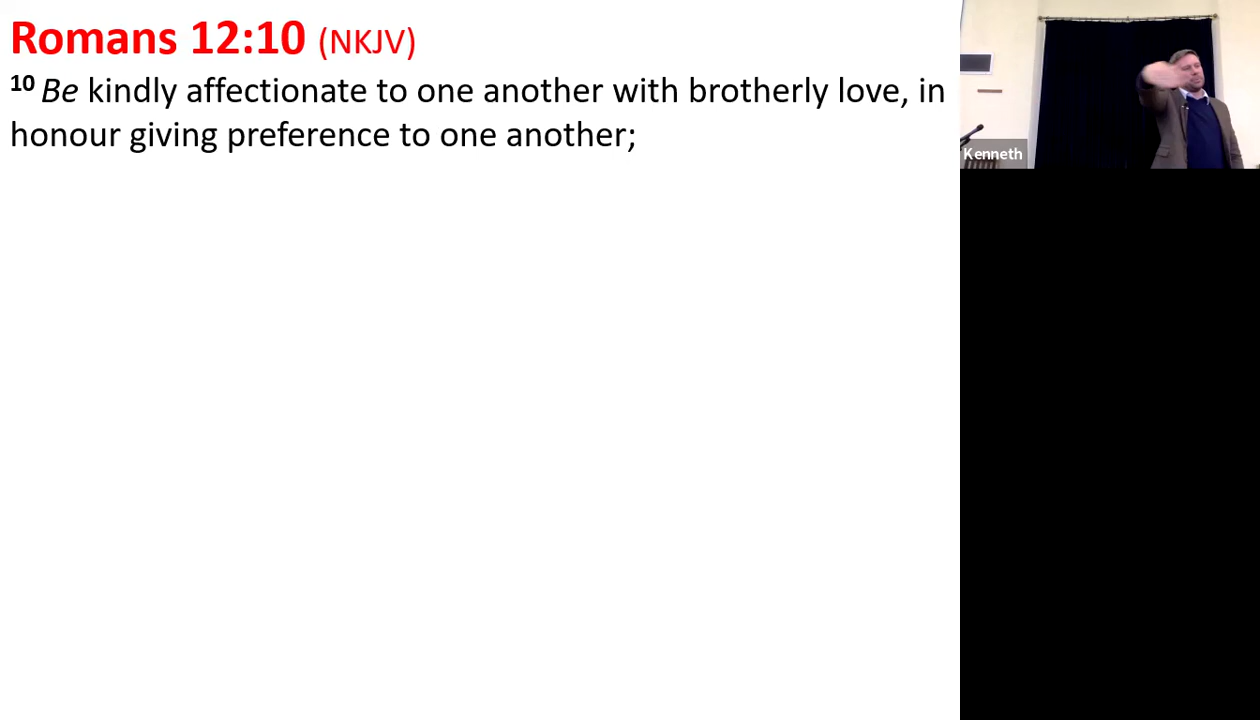 Romans 12:10 (NKJV)
10 Be kindly affectionate to one another with brotherly love, in
honour giving preference to one another;
Kenneth